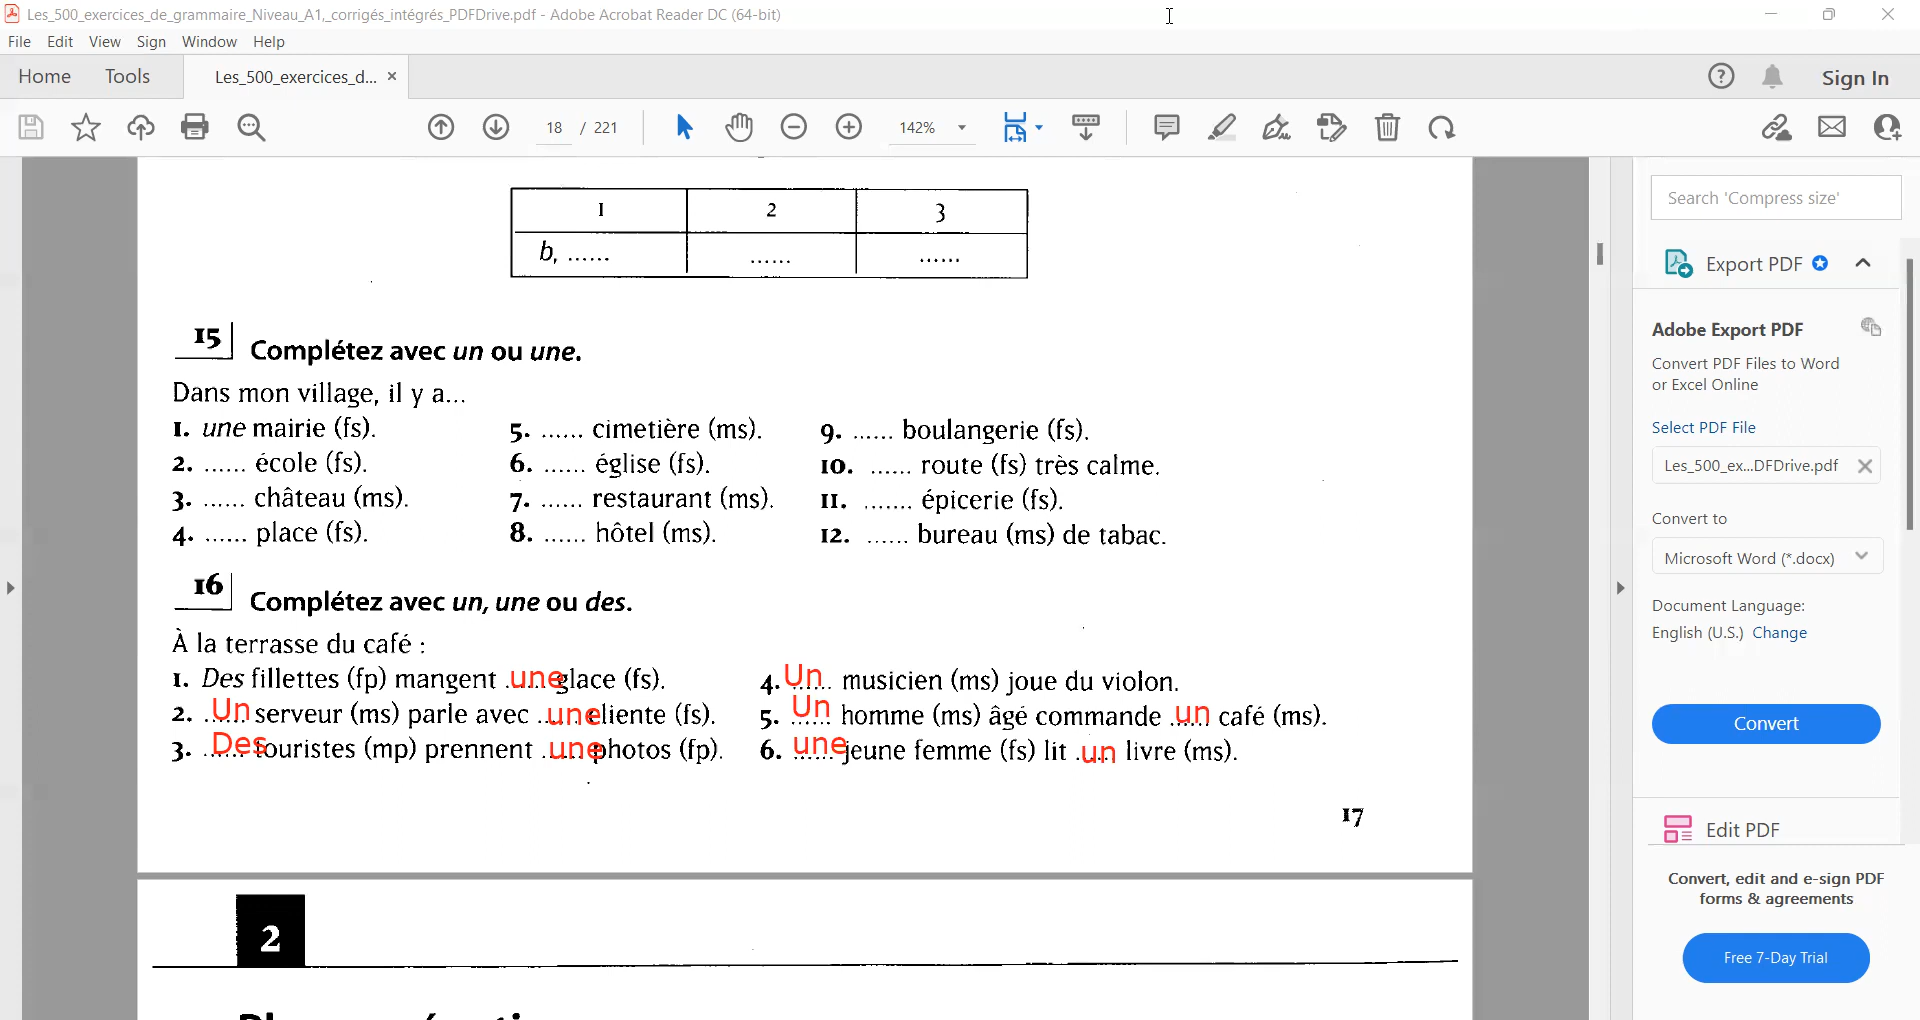 Les_500_exercices_de_grammaire_Niveau_A1,_corrigés_intégrés_PDFDrive.pdf - Adobe Acrobat Reader DC (64-bit)
File Edit View Sign Window Help
Home Tools Les_500_exercices_d... × Sign In
18 / 221 142%
1 2 3
b, ...... ...... ......
15 Complétez avec un ou une.
Dans mon village, il y a...
1. une mairie (fs).
2. ...... école (fs).
3. ...... château (ms).
4. ...... place (fs).
5. ...... cimetière (ms).
6. ...... église (fs).
7. ...... restaurant (ms).
8. ...... hôtel (ms).
9. ...... boulangerie (fs).
10. ...... route (fs) très calme.
11. ....... épicerie (fs).
12. ...... bureau (ms) de tabac.
16 Complétez avec un, une ou des.
À la terrasse du café :
1. Des fillettes (fp) mangent une glace (fs).
2. Un serveur (ms) parle avec une cliente (fs).
3. Des touristes (mp) prennent une photos (fp).
4. Un musicien (ms) joue du violon.
5. Un homme (ms) âgé commande un café (ms).
6. une jeune femme (fs) lit un livre (ms).
17
2
Search 'Compress size'
Export PDF
Adobe Export PDF
Convert PDF Files to Word
or Excel Online
Select PDF File
Les_500_ex...DFDrive.pdf
Convert to
Microsoft Word (*.docx)
Document Language:
English (U.S.) Change
Convert
Edit PDF
Convert, edit and e-sign PDF
forms & agreements
Free 7-Day Trial